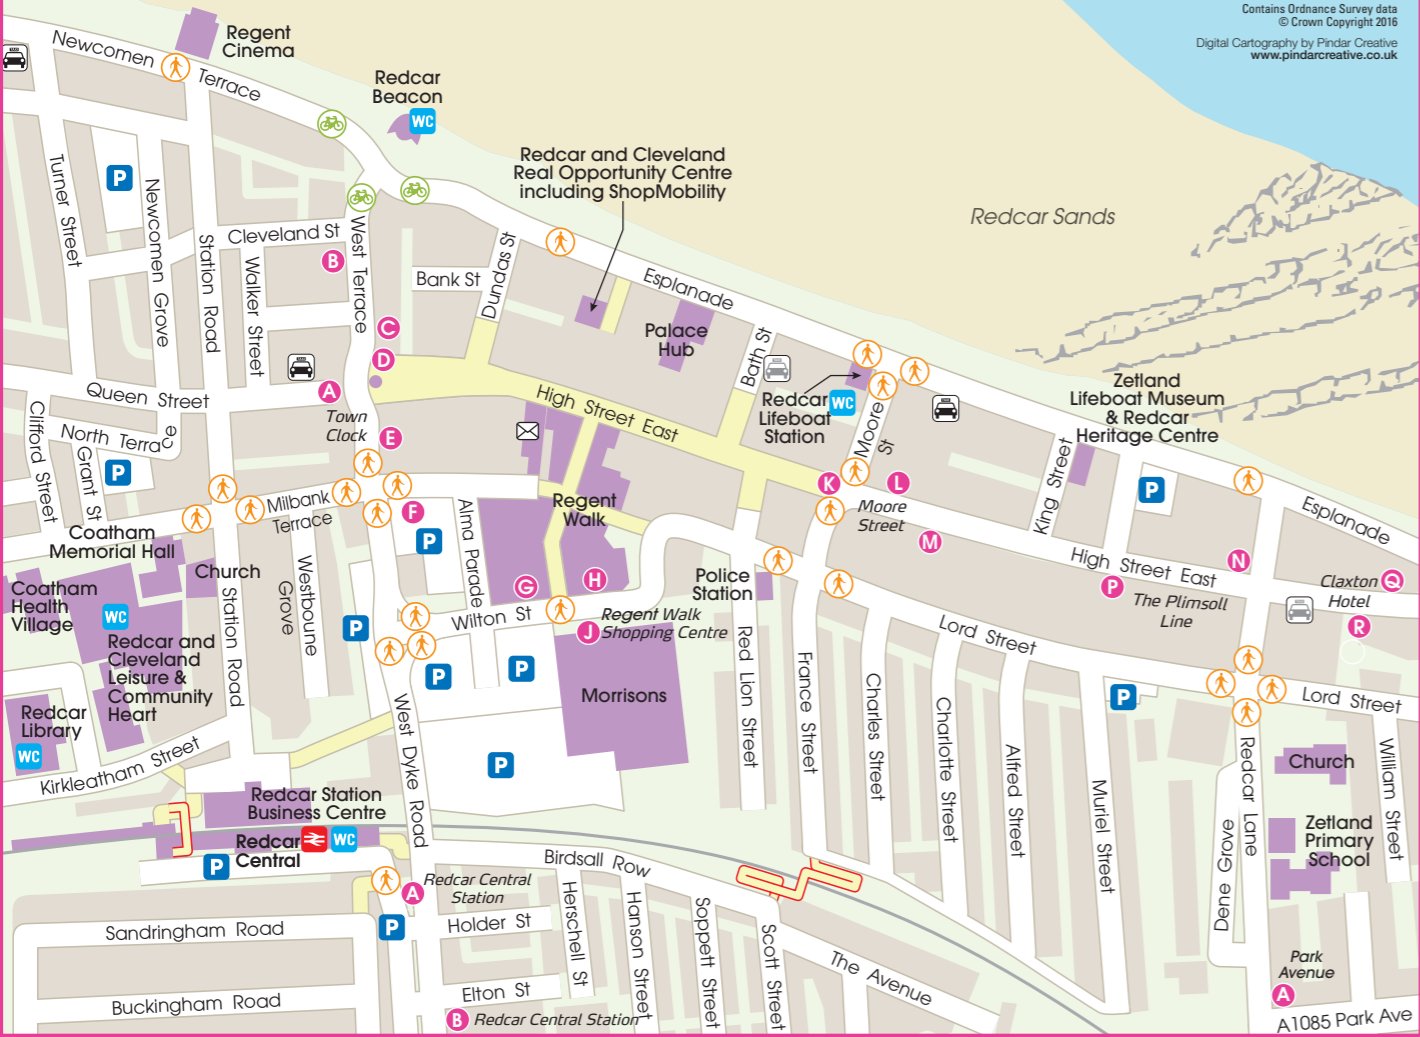 Contains Ordnance Survey data
© Crown Copyright 2016
Digital Cartography by Pindar Creative
www.pindarcreative.co.uk
Regent
Cinema
Newcomen Terrace
TAXI
Redcar
Beacon
WC
Redcar and Cleveland
Real Opportunity Centre
including ShopMobility
Redcar Sands
P
Turner Street
Newcomen Grove
Station Road
Cleveland St
Walker Street
West Terrace
B
Bank St
Dundas St
Esplanade
Palace
Hub
Bath St
C
D
A
Town
Clock
E
Queen Street
Clifford Street
North Terrace
Grant St
P
High Street East
Redcar
Lifeboat
Station
WC
Moore St
Zetland
Lifeboat Museum
& Redcar
Heritage Centre
King Street
P
Esplanade
K
L
Moore
Street
M
High Street East
N
P
The Plimsoll
Line
Claxton
Hotel
Q
R
Milbank
Terrace
F
P
Alma Parade
Regent
Walk
G
H
Wilton St
J
Regent Walk
Shopping Centre
Police
Station
Coatham
Memorial Hall
Coatham
Health
Village
WC
Church
Station Road
Westbourne
Grove
P
Redcar and
Cleveland
Leisure &
Community
Heart
Redcar
Library
WC
Kirkleatham Street
P
P
Morrisons
P
West Dyke Road
Red Lion Street
France Street
Charles Street
Lord Street
Charlotte Street
Alfred Street
Muriel Street
P
Lord Street
Redcar Lane
Dene Grove
Church
William Street
Zetland
Primary
School
Redcar Station
Business Centre
Redcar
Central
WC
P
Birdsall Row
A
Redcar Central
Station
P
Sandringham Road
Buckingham Road
Holder St
Elton St
Herschell St
Hanson Street
Soppett Street
Scott Street
The Avenue
B
Redcar Central Station
Park
Avenue
A
A1085 Park Ave